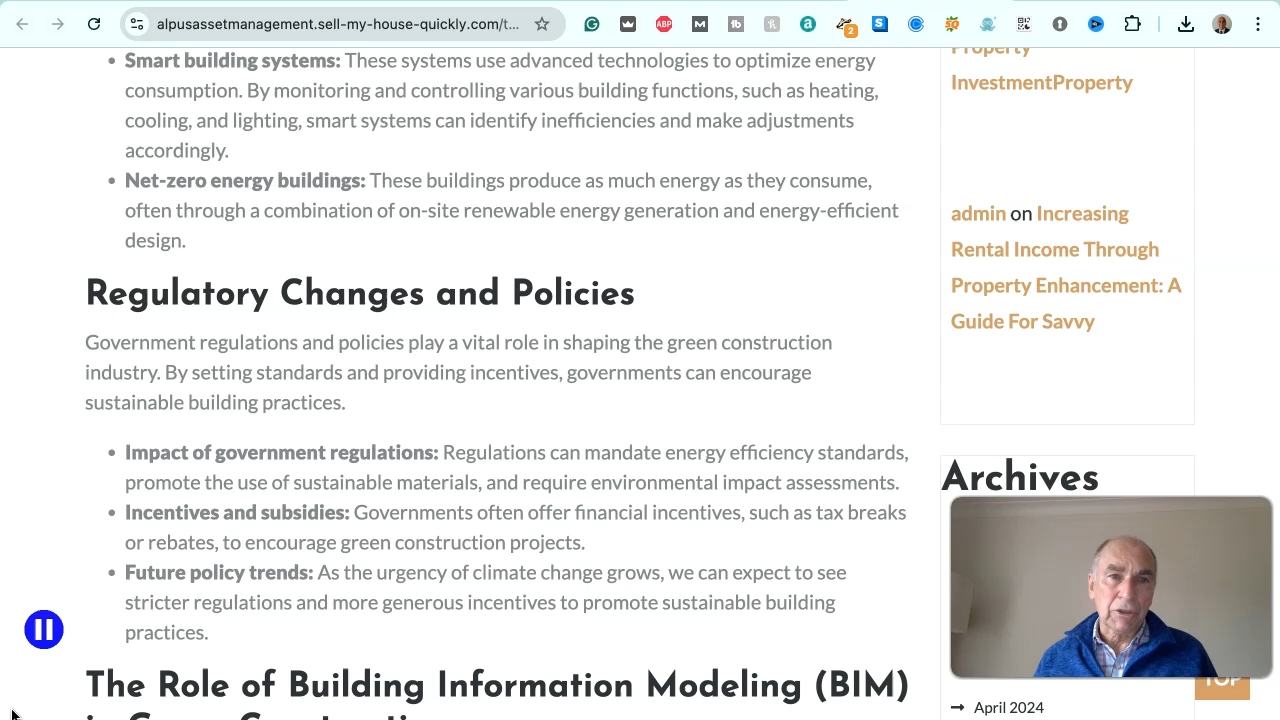 alpusassetmanagement.sell-my-house-quickly.com/t...
ABP
2
Smart building systems: These systems use advanced technologies to optimize energy
consumption. By monitoring and controlling various building functions, such as heating,
cooling, and lighting, smart systems can identify inefficiencies and make adjustments
accordingly.
Net-zero energy buildings: These buildings produce as much energy as they consume,
often through a combination of on-site renewable energy generation and energy-efficient
design.
Regulatory Changes and Policies
Government regulations and policies play a vital role in shaping the green construction
industry. By setting standards and providing incentives, governments can encourage
sustainable building practices.
Impact of government regulations: Regulations can mandate energy efficiency standards,
promote the use of sustainable materials, and require environmental impact assessments.
Incentives and subsidies: Governments often offer financial incentives, such as tax breaks
or rebates, to encourage green construction projects.
Future policy trends: As the urgency of climate change grows, we can expect to see
stricter regulations and more generous incentives to promote sustainable building
practices.
The Role of Building Information Modeling (BIM)
Property
InvestmentProperty
admin on Increasing
Rental Income Through
Property Enhancement: A
Guide For Savvy
Archives
TOP
April 2024